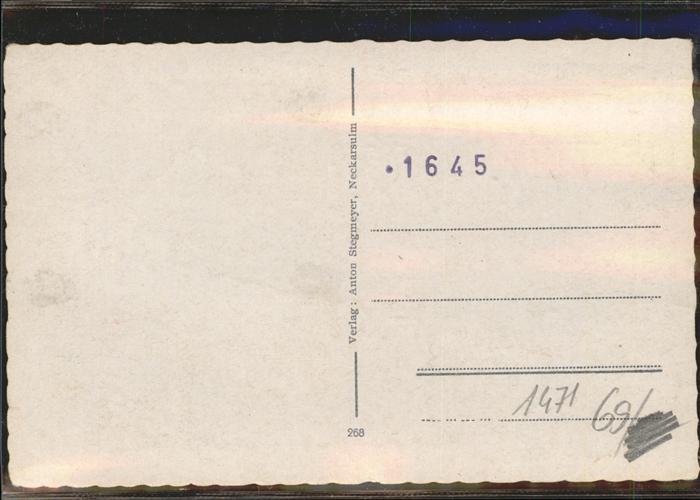 Verlag: Anton Stegmeyer, Neckarsulm
268
1645
1471
69/